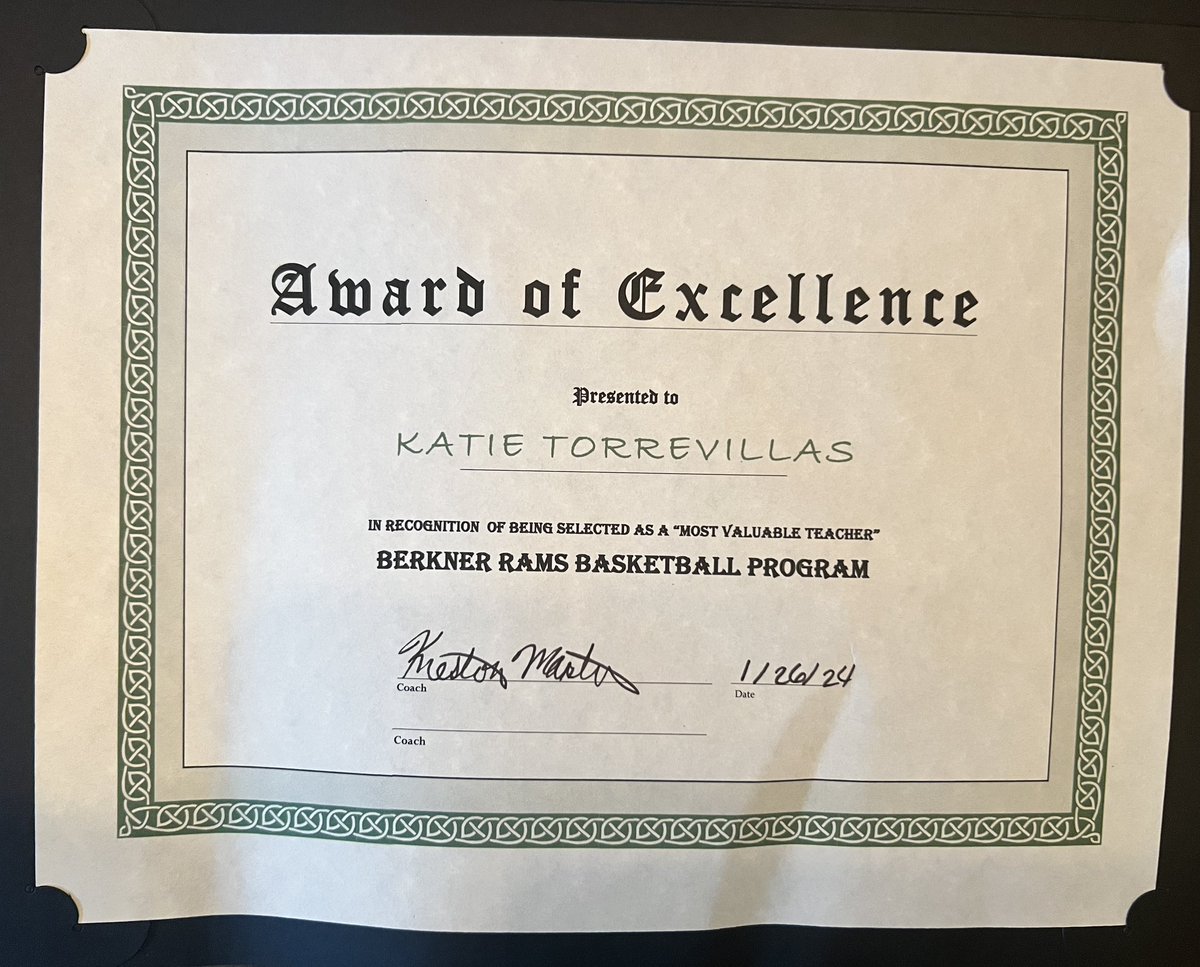 Award of Excellence
Presented to
KATIE TORREVILLAS
IN RECOGNITION OF BEING SELECTED AS A "MOST VALUABLE TEACHER"
BERKNER RAMS BASKETBALL PROGRAM
Keston 1/26/24
Coach Date
Coach